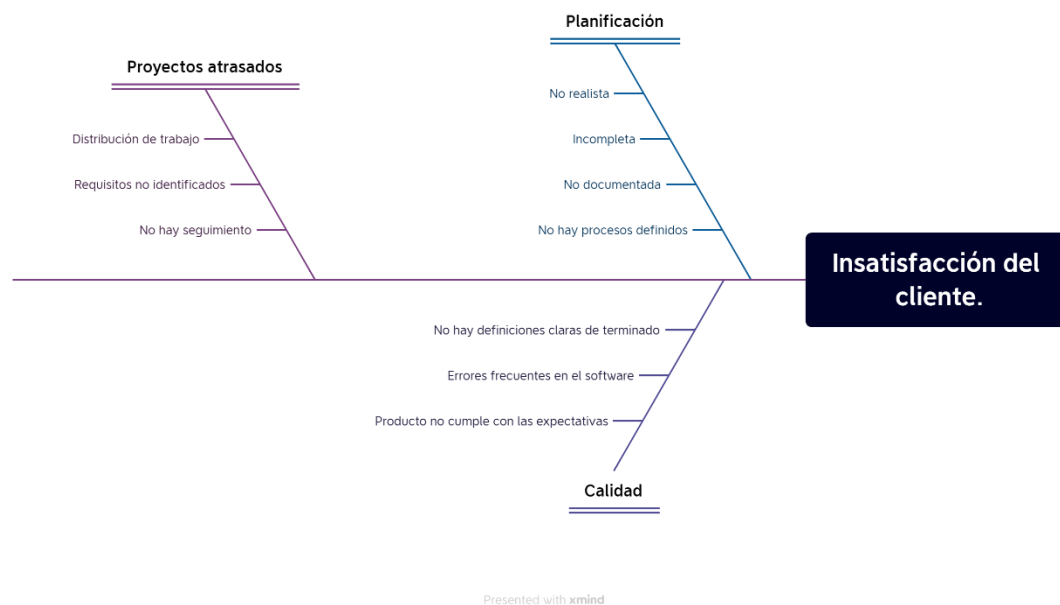 Planificación
Proyectos atrasados
No realista
Distribución de trabajo
Incompleta
Requisitos no identificados
No documentada
No hay seguimiento
No hay procesos definidos
Insatisfacción del
cliente.
No hay definiciones claras de terminado
Errores frecuentes en el software
Producto no cumple con las expectativas
Calidad
Presented with xmind